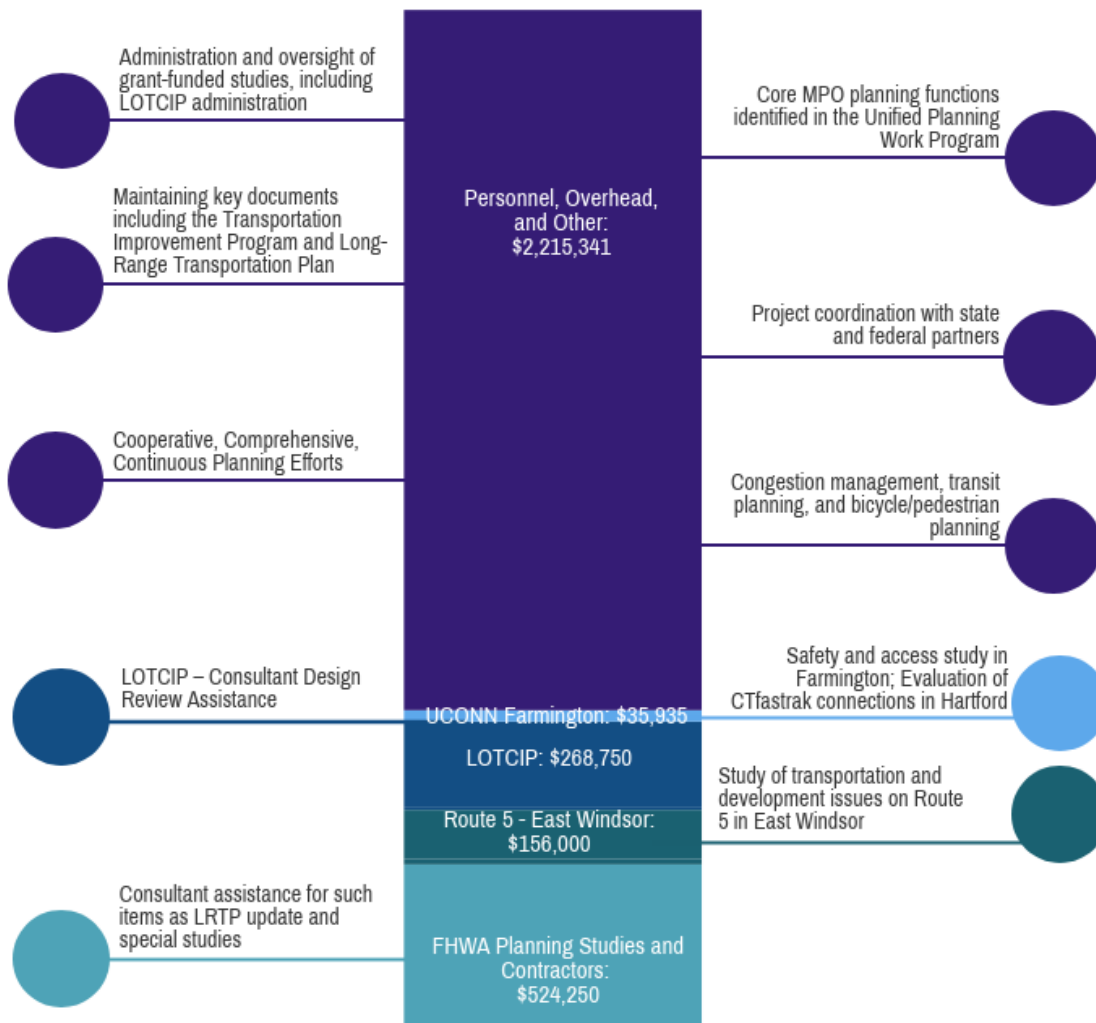 Administration and oversight of
grant-funded studies, including
LOTCIP administration
Maintaining key documents
including the Transportation
Improvement Program and Long-
Range Transportation Plan
Cooperative, Comprehensive,
Continuous Planning Efforts
LOTCIP – Consultant Design
Review Assistance
Consultant assistance for such
items as LRTP update and
special studies
Personnel, Overhead,
and Other:
$2,215,341
UCONN Farmington: $35,935
LOTCIP: $268,750
Route 5 - East Windsor:
$156,000
FHWA Planning Studies and
Contractors:
$524,250
Core MPO planning functions
identified in the Unified Planning
Work Program
Project coordination with state
and federal partners
Congestion management, transit
planning, and bicycle/pedestrian
planning
Safety and access study in
Farmington; Evaluation of
CTfastrak connections in Hartford
Study of transportation and
development issues on Route
5 in East Windsor